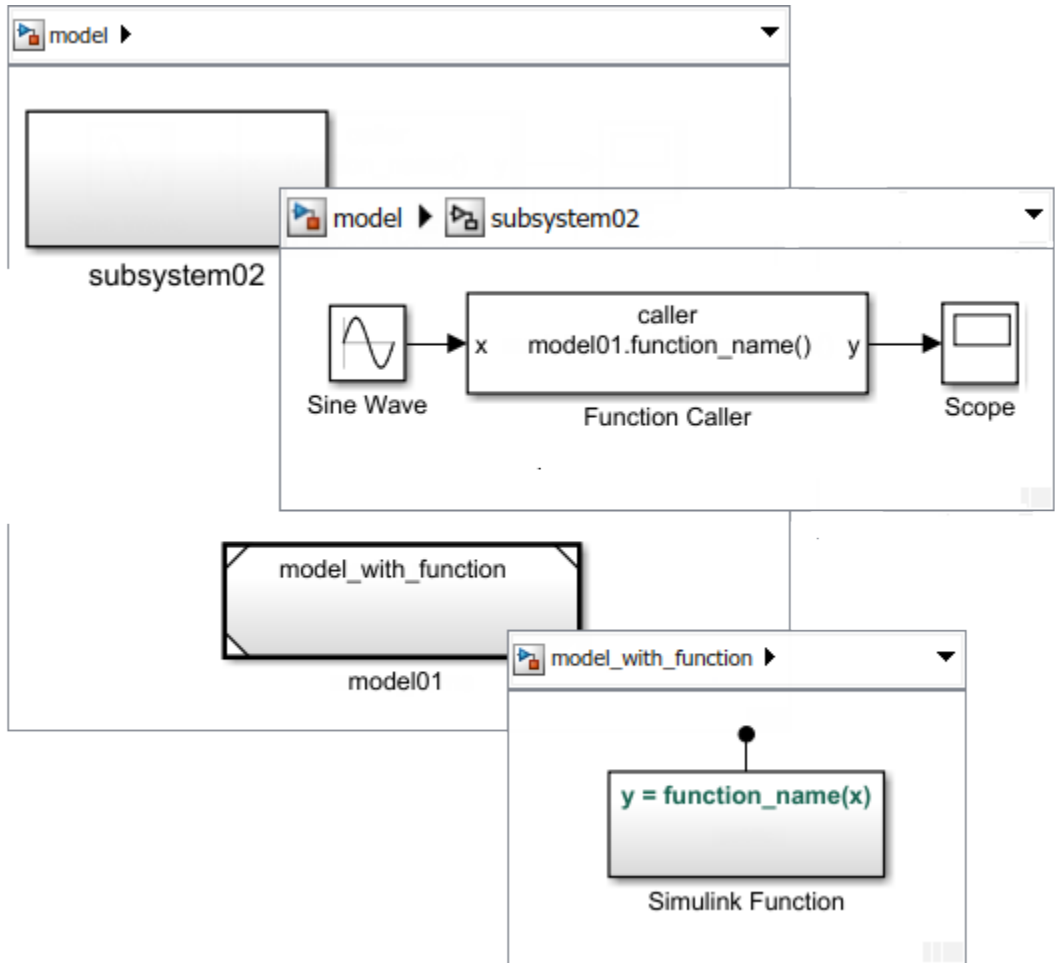 model
subsystem02
model subsystem02
caller
x model01.function_name() y
Sine Wave
Function Caller
Scope
model_with_function
model01
model_with_function
y = function_name(x)
Simulink Function